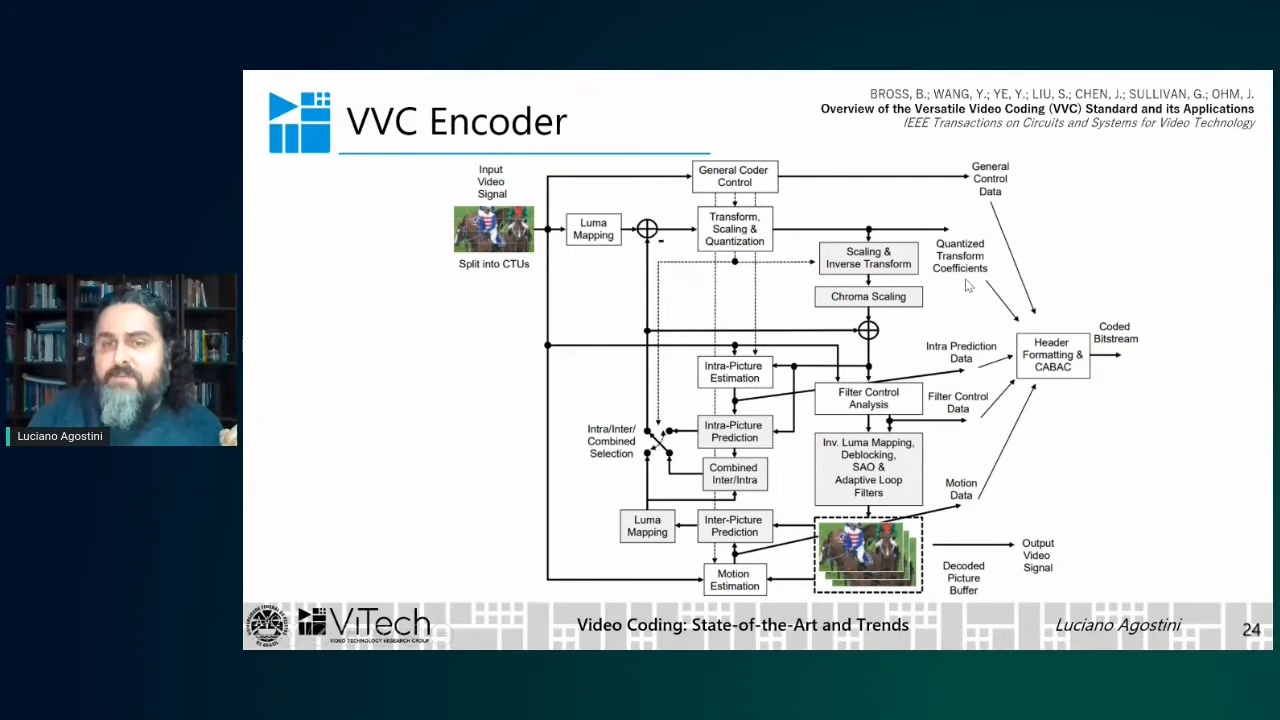 VVC Encoder
BROSS, B.; WANG, Y.; YE, Y.; LIU, S.; CHEN, J.; SULLIVAN, G.; OHM, J.
Overview of the Versatile Video Coding (VVC) Standard and its Applications
IEEE Transactions on Circuits and Systems for Video Technology
Input
Video
Signal
Split into CTUs
Luma
Mapping
-
General Coder
Control
Transform,
Scaling &
Quantization
Scaling &
Inverse Transform
Chroma Scaling
General
Control
Data
Quantized
Transform
Coefficients
Intra-Picture
Estimation
Intra-Picture
Prediction
Combined
Inter/Intra
Intra/Inter/
Combined
Selection
Luma
Mapping
Inter-Picture
Prediction
Motion
Estimation
Filter Control
Analysis
Inv. Luma Mapping,
Deblocking,
SAO &
Adaptive Loop
Filters
Intra Prediction
Data
Filter Control
Data
Motion
Data
Header
Formatting &
CABAC
Coded
Bitstream
Decoded
Picture
Buffer
Output
Video
Signal
Luciano Agostini
ViTech
VIDEO TECHNOLOGY RESEARCH GROUP
Video Coding: State-of-the-Art and Trends
Luciano Agostini
24